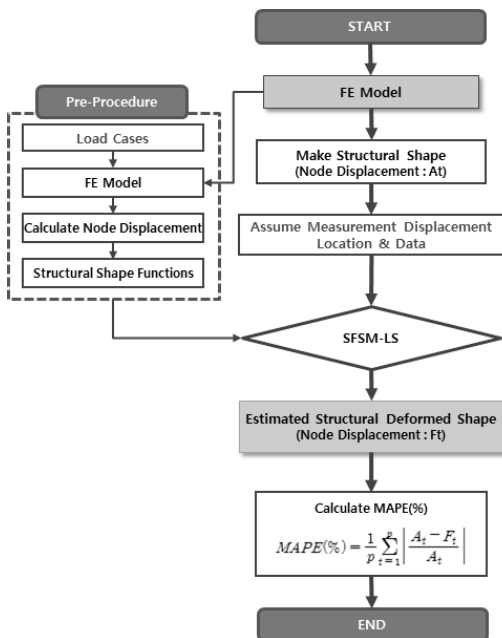 START
FE Model
Pre-Procedure
Load Cases
FE Model
Calculate Node Displacement
Structural Shape Functions
Make Structural Shape
(Node Displacement : At)
Assume Measurement Displacement
Location & Data
SFSM-LS
Estimated Structural Deformed Shape
(Node Displacement : Ft)
Calculate MAPE(%)
MAPE(%) = 1/p ∑_{t=1}^{p} |(A_t − F_t)/A_t|
END